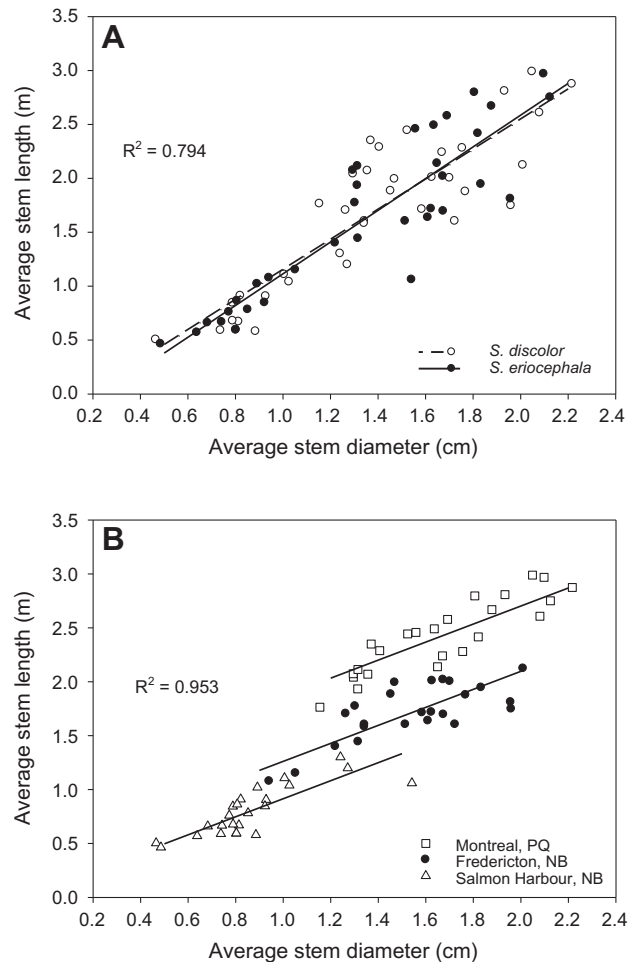 A
Average stem length (m)
3.5
3.0
2.5
2.0
1.5
1.0
0.5
0.0
R² = 0.794
S. discolor
S. eriocephala
0.2 0.4 0.6 0.8 1.0 1.2 1.4 1.6 1.8 2.0 2.2 2.4
Average stem diameter (cm)
B
Average stem length (m)
3.5
3.0
2.5
2.0
1.5
1.0
0.5
0.0
R² = 0.953
Montreal, PQ
Fredericton, NB
Salmon Harbour, NB
0.2 0.4 0.6 0.8 1.0 1.2 1.4 1.6 1.8 2.0 2.2 2.4
Average stem diameter (cm)